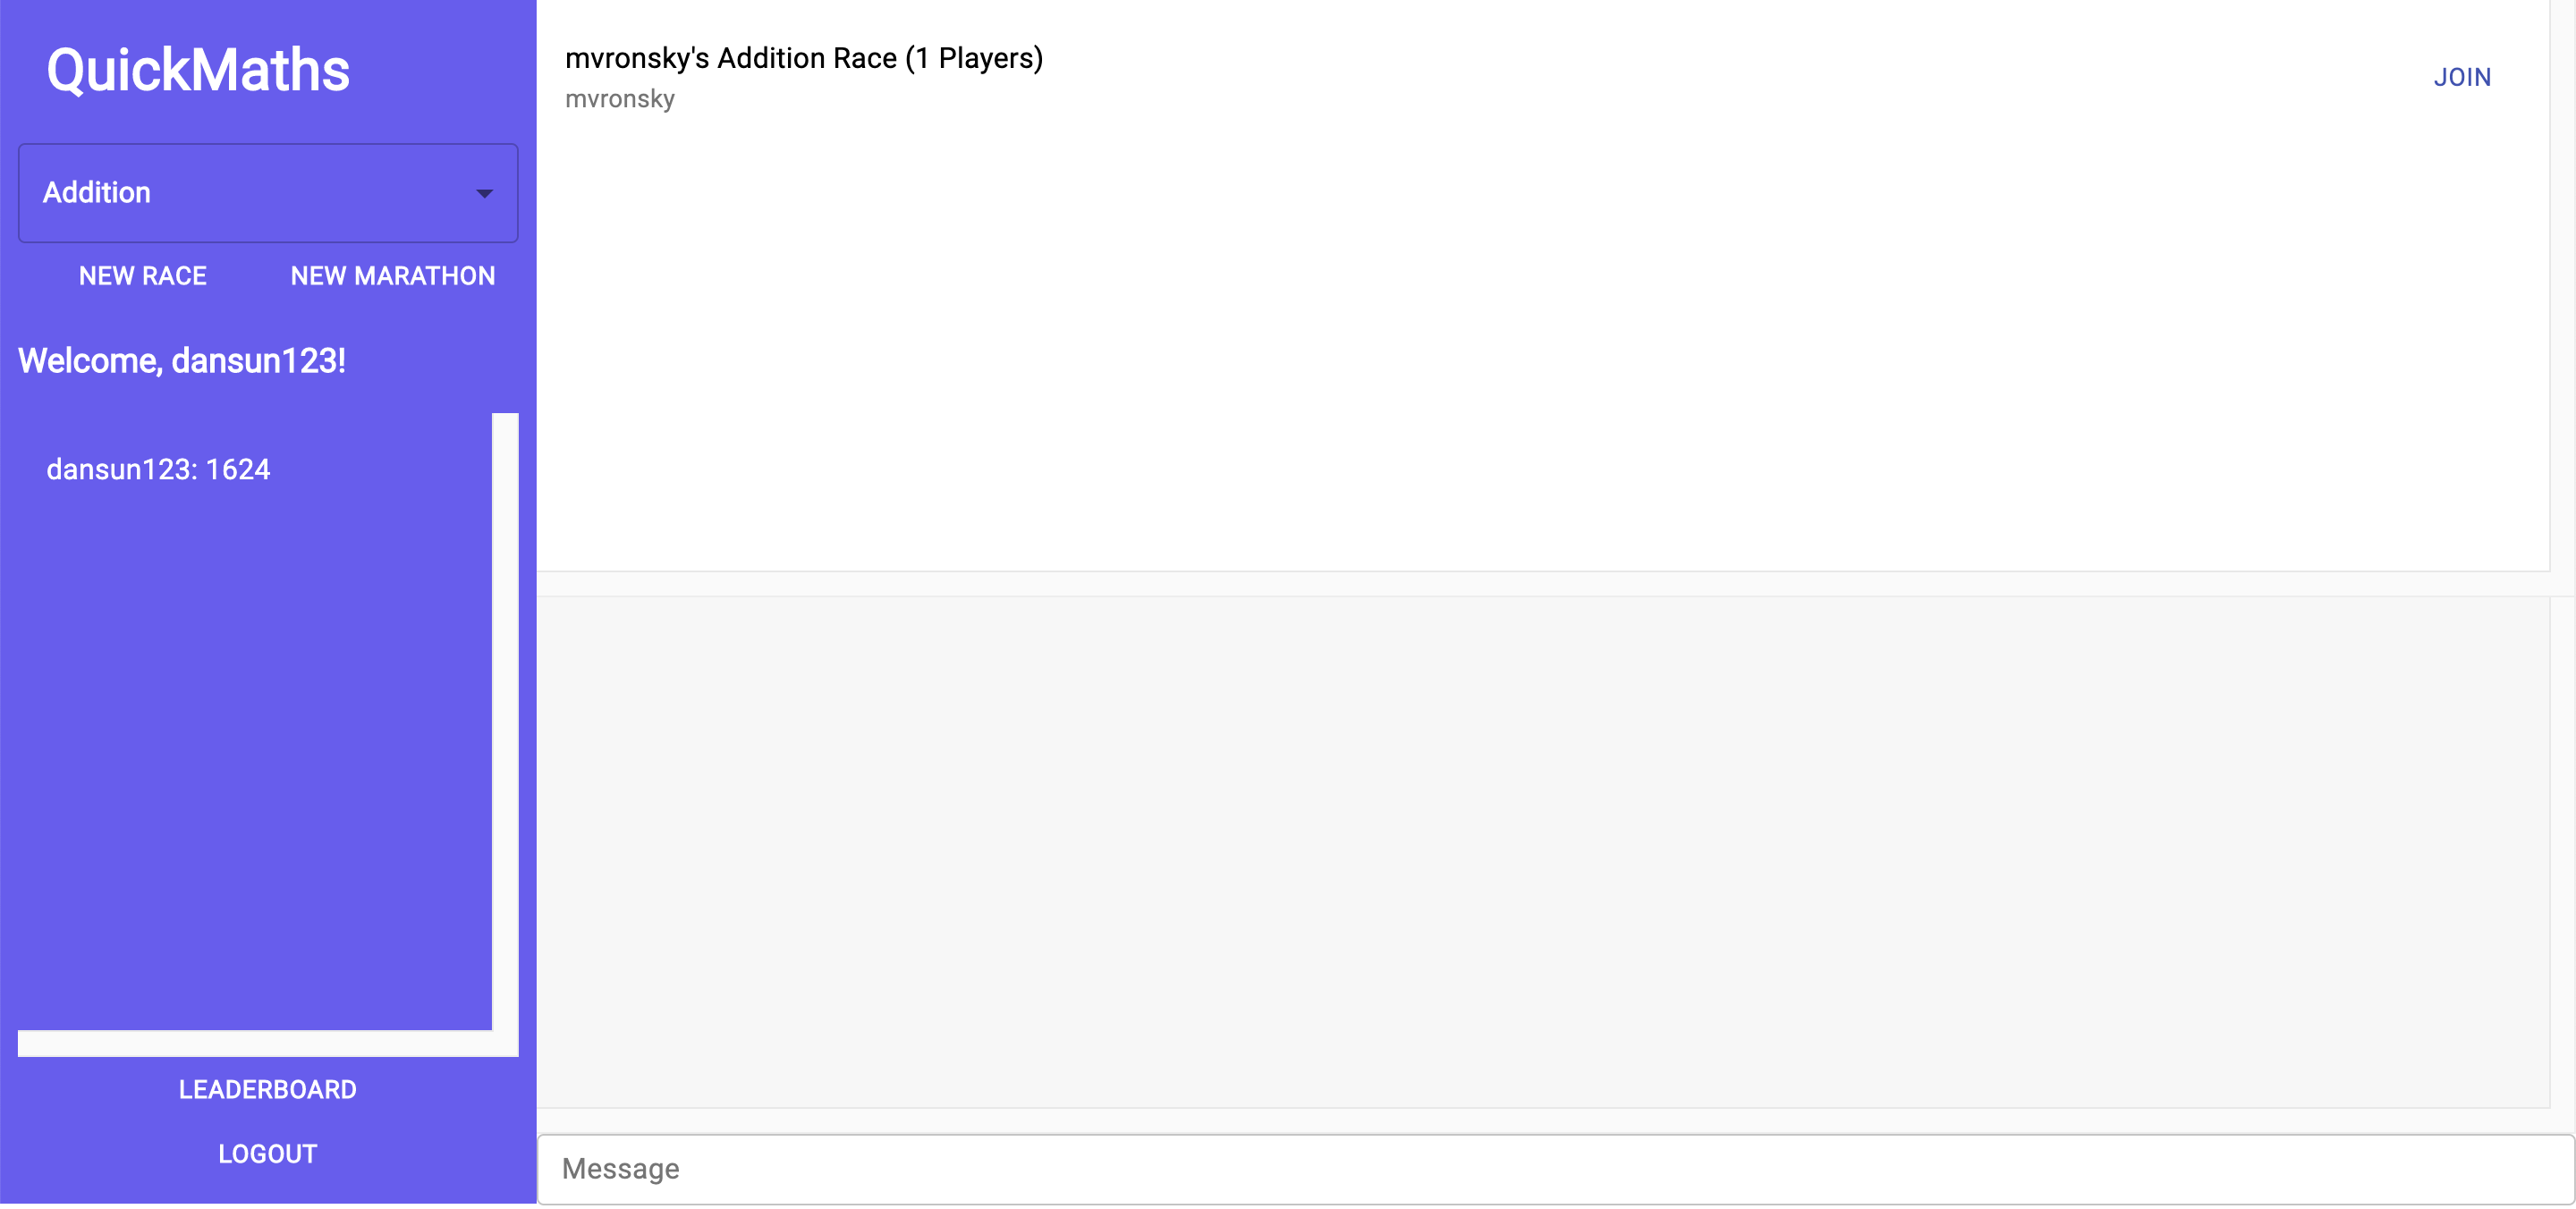 QuickMaths
Addition
NEW RACE NEW MARATHON
Welcome, dansun123!
dansun123: 1624
LEADERBOARD
LOGOUT
mvronsky's Addition Race (1 Players)
mvronsky
JOIN
Message